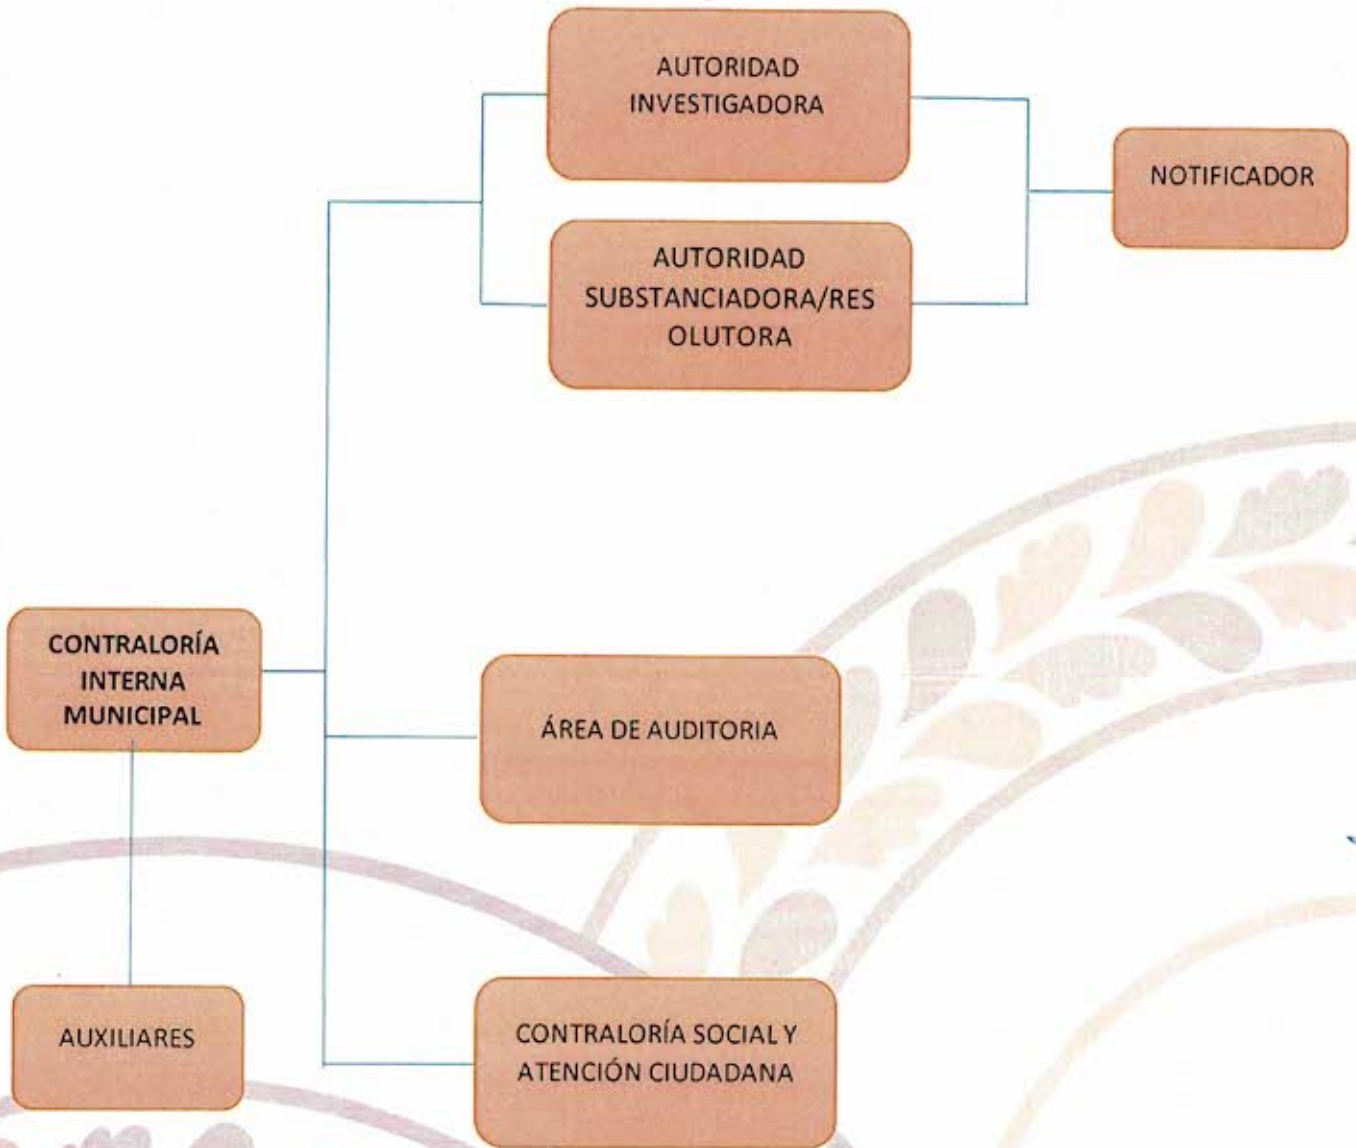 AUTORIDAD
INVESTIGADORA
NOTIFICADOR
AUTORIDAD
SUBSTANCIADORA/RES
OLUTORA
CONTRALORÍA
INTERNA
MUNICIPAL
ÁREA DE AUDITORIA
AUXILIARES
CONTRALORÍA SOCIAL Y
ATENCIÓN CIUDADANA